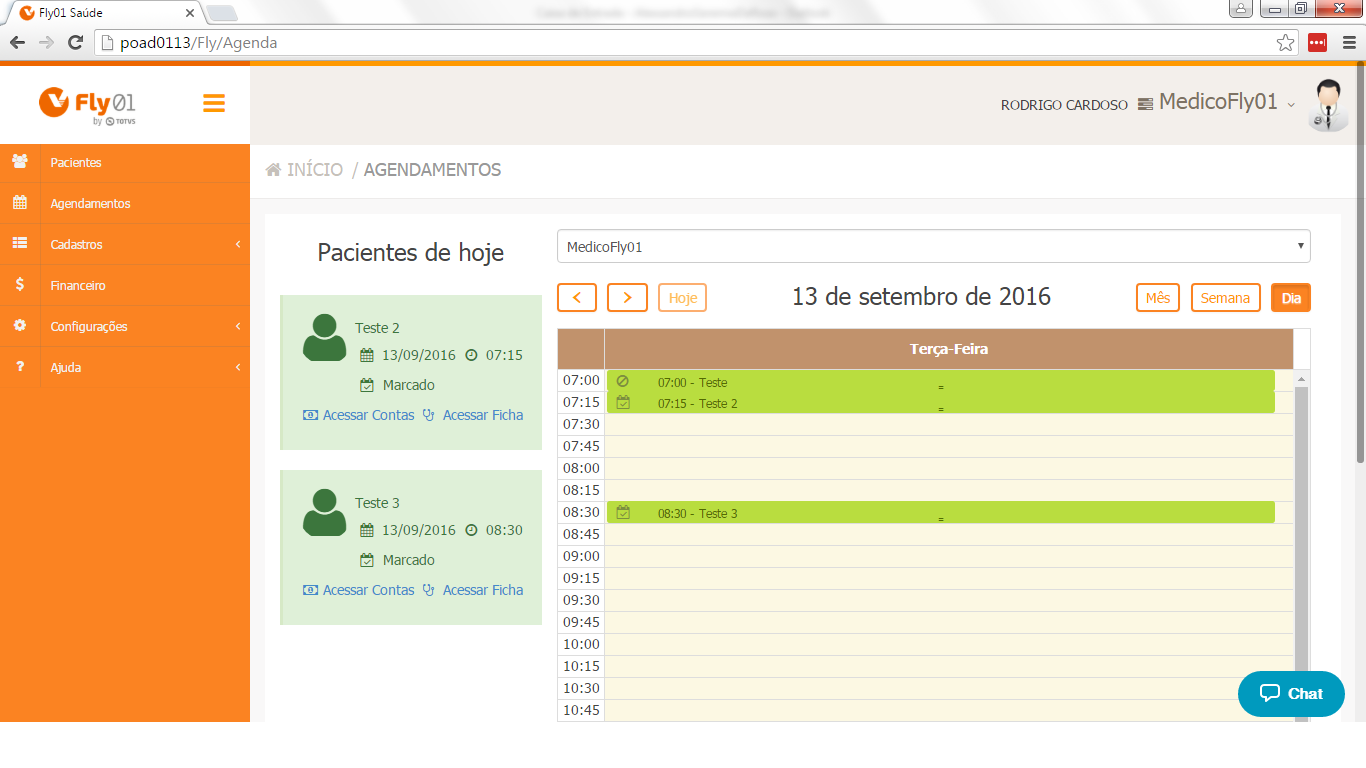 Fly01 Saúde
poad0113/Fly/Agenda
Fly01
by TOTVS
RODRIGO CARDOSO MedicoFly01
Pacientes
Agendamentos
Cadastros
Financeiro
Configurações
Ajuda
INÍCIO / AGENDAMENTOS
Pacientes de hoje
Teste 2
13/09/2016 07:15
Marcado
Acessar Contas Acessar Ficha
Teste 3
13/09/2016 08:30
Marcado
Acessar Contas Acessar Ficha
MedicoFly01
< > Hoje 13 de setembro de 2016 Mês Semana Dia
Terça-Feira
07:00 07:00 - Teste =
07:15 07:15 - Teste 2 =
07:30
07:45
08:00
08:15
08:30 08:30 - Teste 3 =
08:45
09:00
09:15
09:30
09:45
10:00
10:15
10:30
10:45
Chat